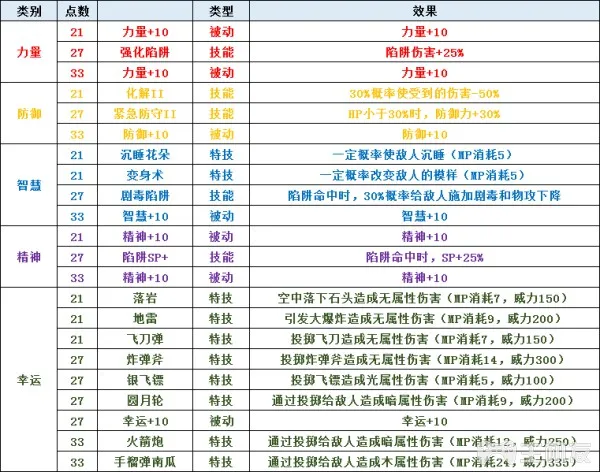 类别 点数 类型 效果
力量
21 力量+10 被动 力量+10
27 强化陷阱 技能 陷阱伤害+25%
33 力量+10 被动 力量+10
防御
21 化解II 技能 30%概率使受到的伤害-50%
27 紧急防守II 技能 HP小于30%时，防御力+30%
33 防御+10 被动 防御+10
智慧
21 沉睡花朵 特技 一定概率使敌人沉睡（MP消耗5）
21 变身术 特技 一定概率改变敌人的模样（MP消耗5）
27 剧毒陷阱 技能 陷阱命中时，30%概率给敌人施加剧毒和物攻下降
33 智慧+10 被动 智慧+10
精神
21 精神+10 被动 精神+10
27 陷阱SP+ 技能 陷阱命中时，SP+25%
33 精神+10 被动 精神+10
幸运
21 落岩 特技 空中落下石头造成无属性伤害（MP消耗7，威力150）
21 地雷 特技 引发大爆炸造成无属性伤害（MP消耗9，威力200）
21 飞刀弹 特技 投掷飞刀造成无属性伤害（MP消耗7，威力150）
27 炸弹斧 特技 投掷炸弹斧造成无属性伤害（MP消耗14，威力300）
27 银飞镖 特技 投掷飞镖造成光属性伤害（MP消耗5，威力100）
27 圆月轮 特技 通过投掷给敌人造成暗属性伤害（MP消耗9，威力200）
27 幸运+10 被动 幸运+10
33 火箭炮 特技 通过投掷给敌人造成暗属性伤害（MP消耗12，威力250）
33 手榴弹南瓜 特技 通过投掷给敌人造成木属性伤害（MP消耗24，威力335）